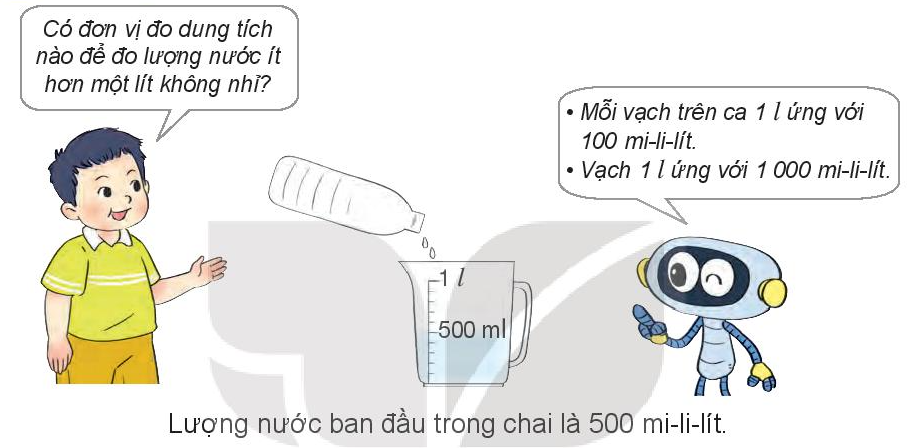 Có đơn vị đo dung tích
nào để đo lượng nước ít
hơn một lít không nhỉ?
• Mỗi vạch trên ca 1 l ứng với
100 mi-li-lít.
• Vạch 1 l ứng với 1 000 mi-li-lít.
1 l
500 ml
Lượng nước ban đầu trong chai là 500 mi-li-lít.